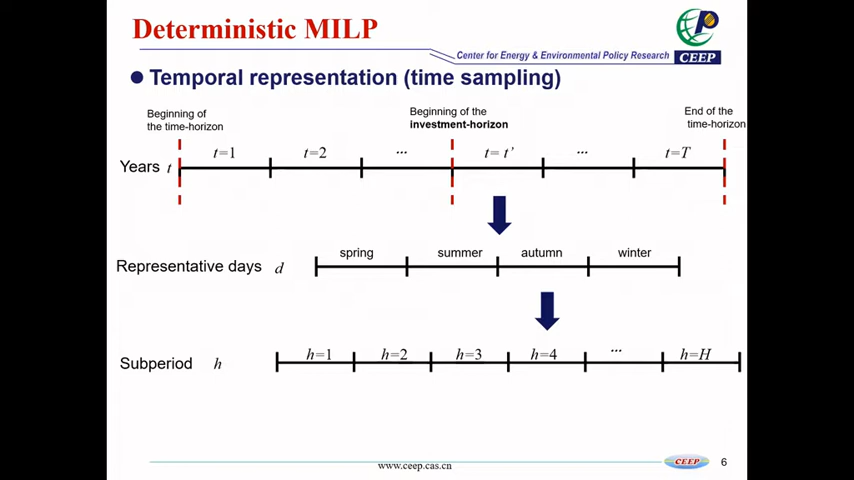 Deterministic MILP
Center for Energy & Environmental Policy Research
CEEP
● Temporal representation (time sampling)
Beginning of
the time-horizon
Beginning of the
investment-horizon
End of the
time-horizon
Years t
t=1
t=2
...
t= t'
...
t=T
Representative days d
spring
summer
autumn
winter
Subperiod h
h=1
h=2
h=3
h=4
...
h=H
www.ceep.cas.cn
CEEP
6